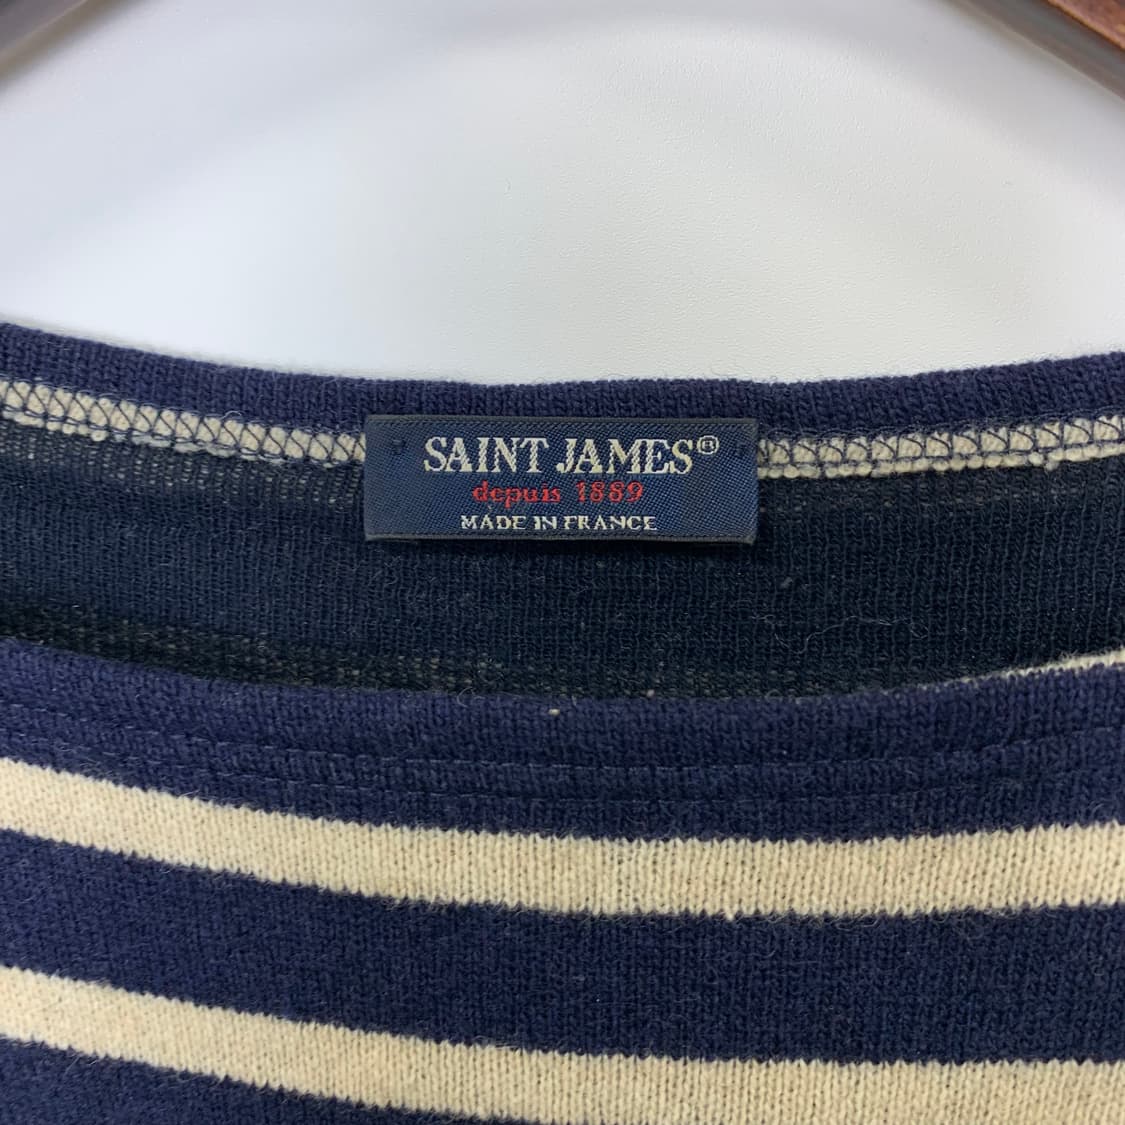 SAINT JAMES®
depuis 1889
MADE IN FRANCE